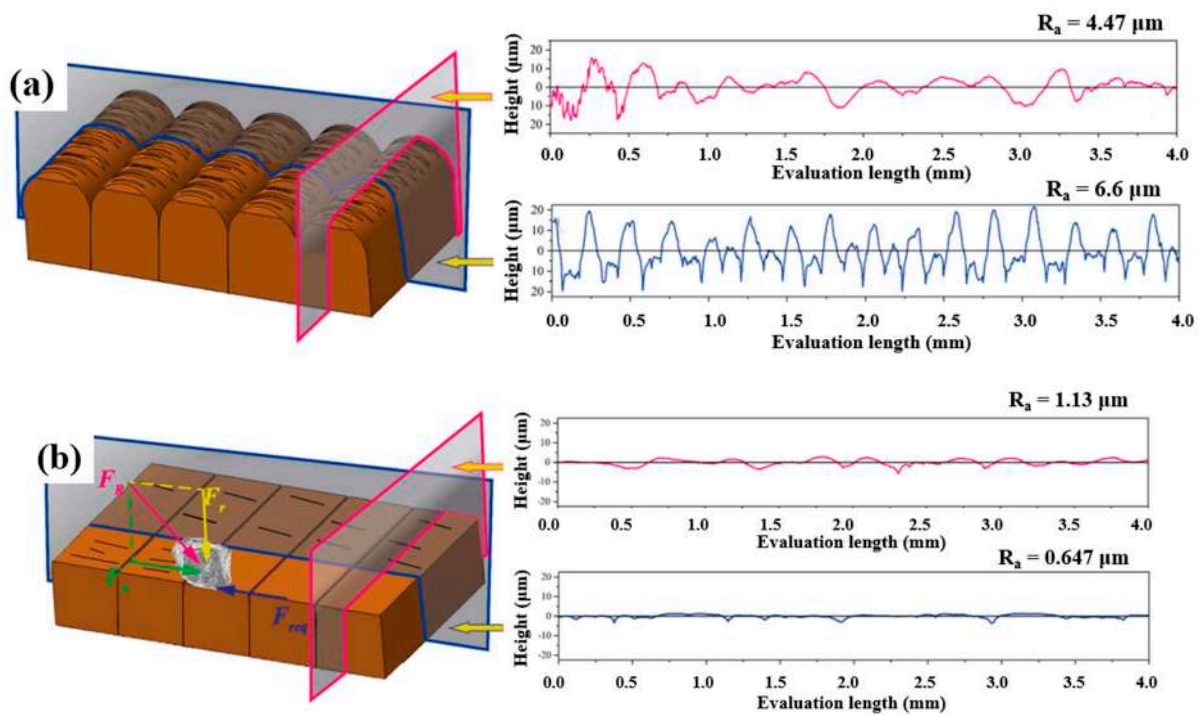 (a)
Rₐ = 4.47 μm
Height (μm)
20
10
0
10
20
0.0 0.5 1.0 1.5 2.0 2.5 3.0 3.5 4.0
Evaluation length (mm)
Rₐ = 6.6 μm
Height (μm)
20
10
0
10
20
0.0 0.5 1.0 1.5 2.0 2.5 3.0 3.5 4.0
Evaluation length (mm)
(b)
Rₐ = 1.13 μm
Height (μm)
20
10
0
-10
-20
0.0 0.5 1.0 1.5 2.0 2.5 3.0 3.5 4.0
Evaluation length (mm)
Rₐ = 0.647 μm
Height (μm)
20
10
0
-10
-20
0.0 0.5 1.0 1.5 2.0 2.5 3.0 3.5 4.0
Evaluation length (mm)
F_R
F_r
F_req